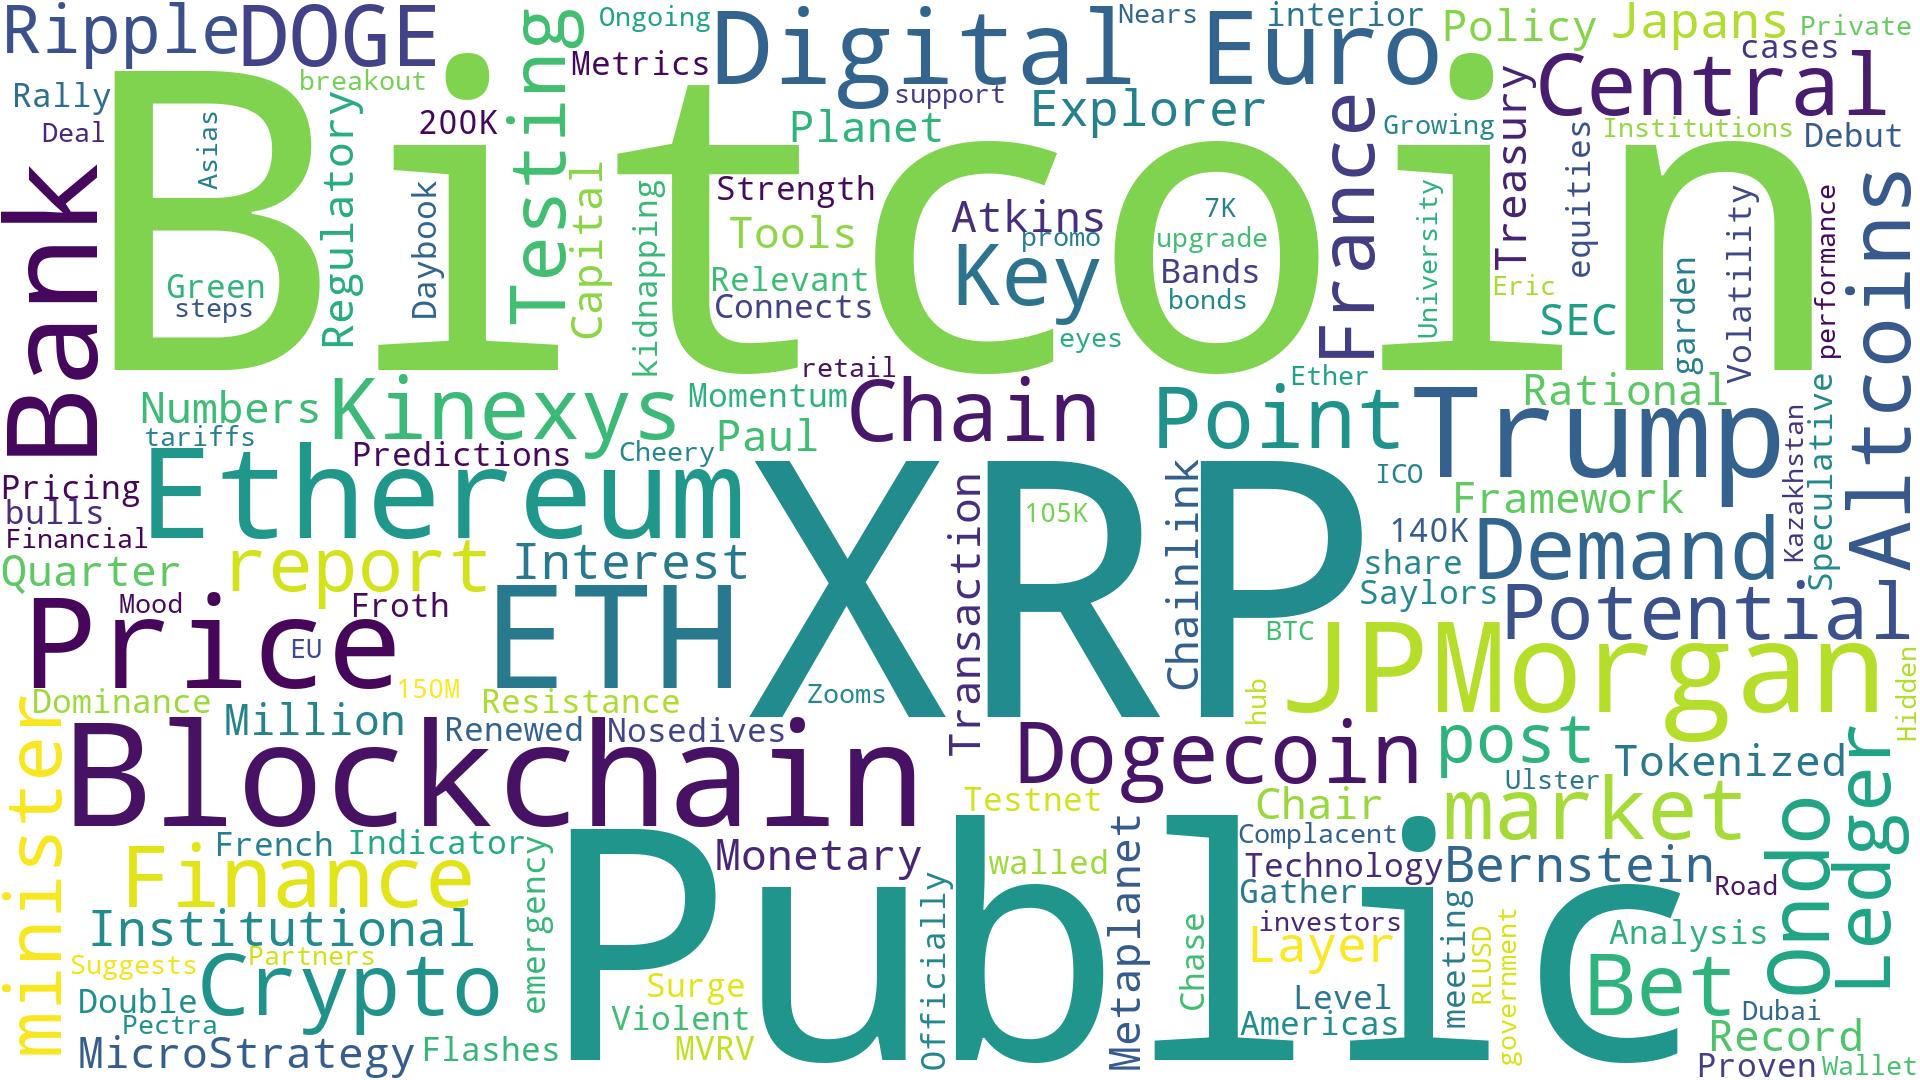 Ripple
DOGE
Testing
Ongoing
Digital
Nears
Euro
interior
Policy
Japans
Private
breakout
Metrics
cases
Central
Rally
support
Explorer
Treasury
Deal
200K
Planet
France
Growing
Institutions
Debut
Bitcoin
Asias
Regulatory
Bank
Daybook
Capital
kidnapping
Strength
Tools
Atkins
promo
Key
7K
upgrade
Bands
bonds
University
equities
Volatility
performance
Altcoins
Green
steps
Relevant
Connects
Eric
SEC
garden
eyes
retail
Ether
Numbers
Kinexys
Momentum
Chain
Point
Trump
Rational
tariffs
Predictions
Cheery
Paul
Kazakhstan
Speculative
Pricing
bulls
Ethereum
Financial
Transaction
105K
Chainlink
ICO
Framework
140K
Demand
Quarter
report
Interest
XRP
share
Saylors
Potential
Price
Mood
Froth
ETH
EU
BTC
JPMorgan
Dominance
150M
Resistance
Zooms
hub
Hidden
minister
Million
Renewed
Nosedives
Blockchain
Dogecoin
post
Tokenized
Ulster
Ledger
Testnet
Chair
market
Ondo
French
Indicator
emergency
Monetary
walled
Metaplanet
Complacent
Technology
Bernstein
Finance
Officially
Gather
Road
Institutional
Public
Chase
investors
Layer
meeting
RLUSD
government
Analysis
Suggests
Partners
Crypto
Surge
Level
Bet
Double
Pectra
Violent
Americas
Dubai
Record
MicroStrategy
Flashes
MVRV
Proven
Wallet